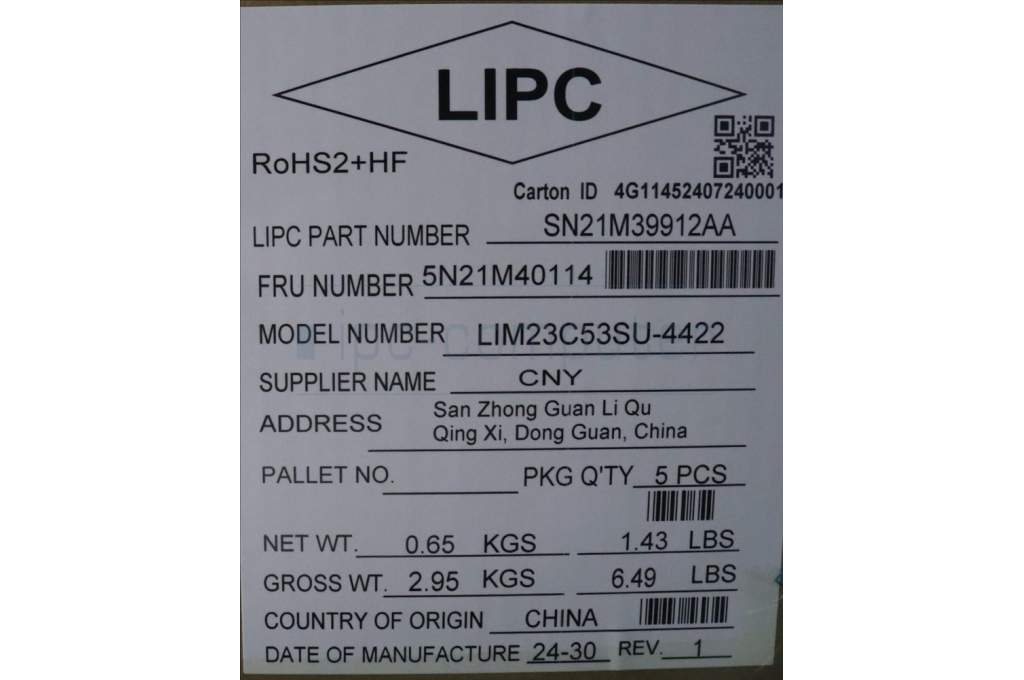 LIPC
RoHS2+HF
Carton ID 4G11452407240001
LIPC PART NUMBER SN21M39912AA
FRU NUMBER 5N21M40114
MODEL NUMBER LIM23C53SU-4422
SUPPLIER NAME CNY
ADDRESS San Zhong Guan Li Qu
Qing Xi, Dong Guan, China
PALLET NO. PKG Q'TY 5 PCS
NET WT. 0.65 KGS 1.43 LBS
GROSS WT. 2.95 KGS 6.49 LBS
COUNTRY OF ORIGIN CHINA
DATE OF MANUFACTURE 24-30 REV. 1
ipc computer